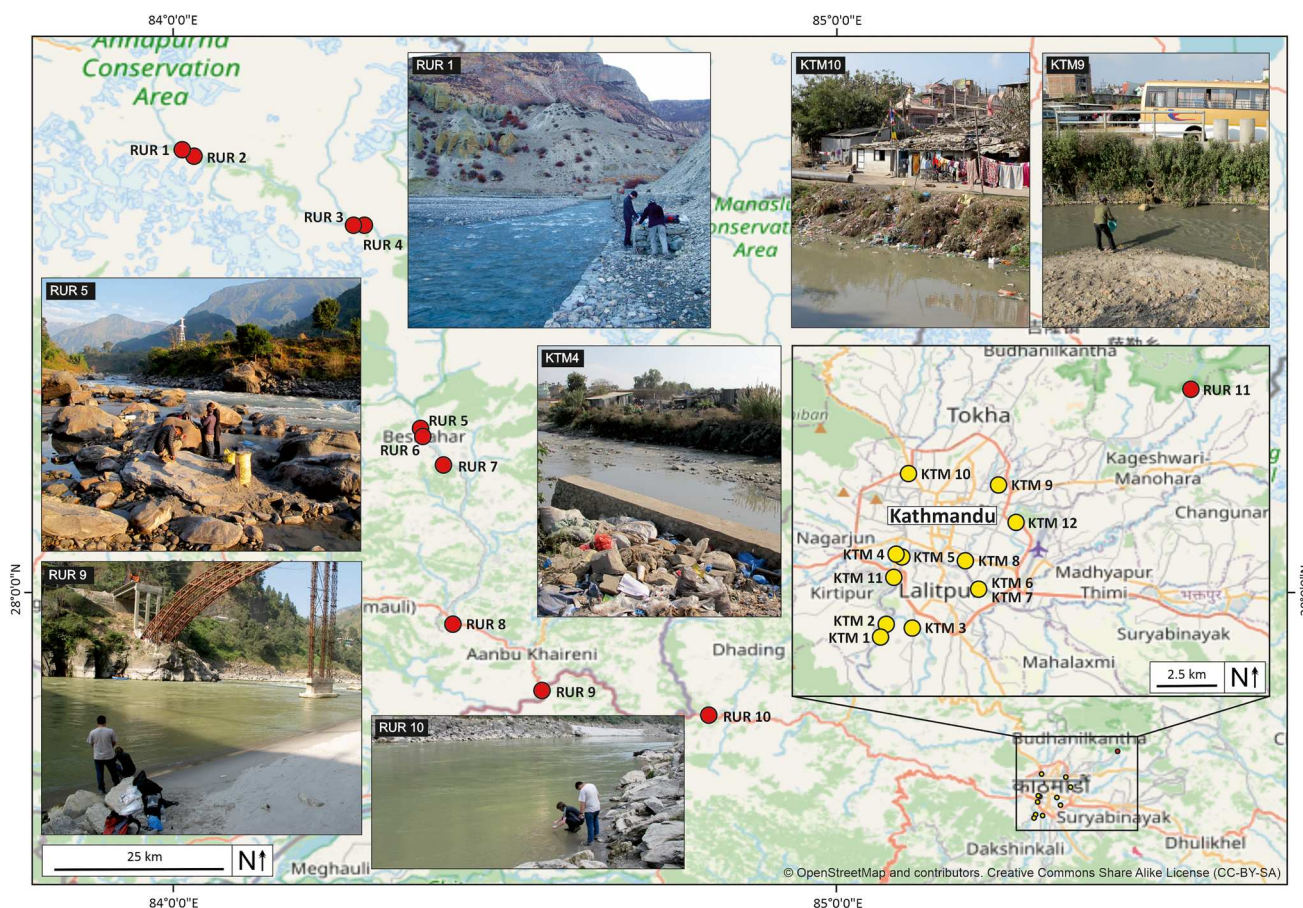 84°0'0"E
85°0'0"E
Annapurna
Conservation
Area
RUR 1
RUR 2
RUR 3
RUR 4
RUR 1
KTM10
KTM9
Manaslu
Area
RUR 5
RUR 5
RUR 6
RUR 7
KTM4
Budhanilkantha
RUR 11
Tokha
KTM 10
KTM 9
Kageshwari-
Manohara
Kathmandu
KTM 12
Changunar
Nagarjun
KTM 4
KTM 5
KTM 8
KTM 11
KTM 6
KTM 7
Madhyapur
Thimi
भक्तपुर
Kirtipur
Lalitpu
KTM 2
KTM 1
KTM 3
Suryabinayak
Mahalaxmi
2.5 km
N↑
28°0'0"N
RUR 9
mauli)
RUR 8
Aanbu Khaireni
Dhading
RUR 9
RUR 10
RUR 10
Budhanilkantha
Suryabinayak
Dakshinkali
Dhulikhel
25 km
N↑
Meghauli
© OpenStreetMap and contributors. Creative Commons Share Alike License (CC-BY-SA)
84°0'0"E
85°0'0"E